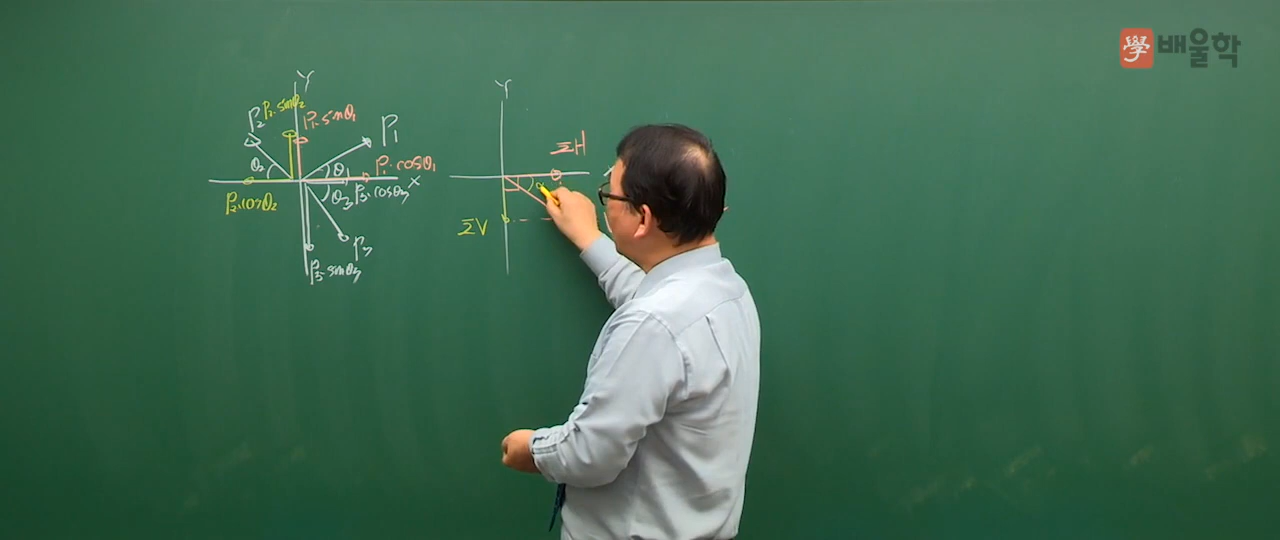 學 배울학
Y
P₂
P₂·sinθ₂
P₁·sinθ₁
P₁
θ₂
θ₁
P₁·cosθ₁
P₂·cosθ₂
θ₃
P₃·cosθ₃
X
P₃
P₃·sinθ₃
Y
ΣH
α
ΣV